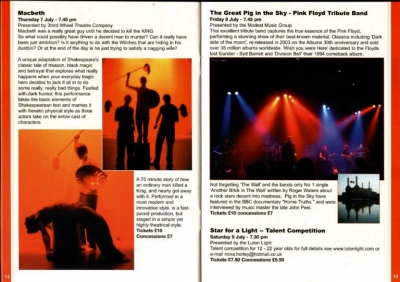 Macbeth
Thursday 7 July - 7.45 pm
Presented by Third Wheel Theatre Company
Macbeth was a really great guy until he decided to kill the KING.
So what could possibly have driven a decent man to murder? Can it really have
been just ambition? Is it anything to do with the Witches that are hiding in his
closet? Or at the end of the day is he just trying to satisfy a nagging wife?
A unique adaptation of Shakespeare's
classic tale of treason, black magic
and betrayal that explores what really
happens when your everyday tragic
hero decides to jack it all in to do
some really, really bad things. Fuelled
with dark humor, this performance
takes the basic elements of
Shakespearean text and marries it
with frenetic physical style as three
actors take on the entire cast of
characters.
A 75 minute story of how
an ordinary man killed a
King, and nearly got away
with it. Performed in a
most modern and
innovative style, is a fast-
paced production, but
staged in a simple yet
highly theatrical style.
Tickets £10
Concessions £7
14
The Great Pig in the Sky - Pink Floyd Tribute Band
Friday 8 July - 7.45 pm
Presented by the Modest Music Group
This excellent tribute band captures the true essence of the Pink Floyd,
performing a stunning show of their best-known material. Classics including 'Dark
side of the moon', re-released in 2003 on the Albums 30th anniversary and sold
over 35 million albums worldwide. 'Wish you were Here' dedicated to the Floyds
lost founder - Syd Barrett and 'Division Bell' their 1994 comeback album.
Not forgetting 'The Wall' and the bands only No 1 single
'Another Brick in The Wall' written by Roger Waters about
a rock stars decent into madness. Pig in the Sky have
featured in the BBC documentary "Home Truths" and were
interviewed by music master the late John Peel.
Tickets £10 concessions £7
Star for a Light – Talent Competition
Saturday 9 July - 7.30 pm
Presented by the Luton Light
Talent competition for 12 - 22 year olds for full details see www.lutonlight.com or
e-mail nova.horley@hotmail.co.uk
Tickets £7.50 Concessions £5.50
15